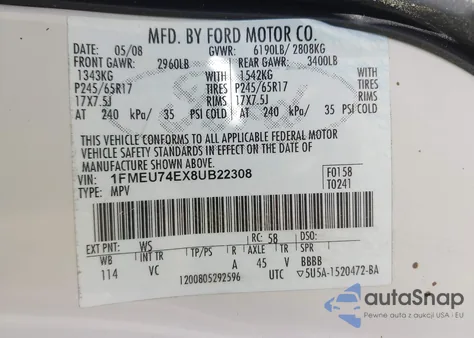 MFD. BY FORD MOTOR CO.
DATE: 05/08 GVWR: 6190LB/ 2808KG
FRONT GAWR: 2960LB REAR GAWR: 3400LB
1343KG WITH 1542KG WITH
P245/65R17 TIRES P245/65R17 TIRES
17X7.5J RIMS 17X7.5J RIMS
AT 240 kPa/ 35 PSI COLD AT 240 kPa/ 35 PSI COLD
THIS VEHICLE CONFORMS TO ALL APPLICABLE FEDERAL MOTOR
VEHICLE SAFETY STANDARDS IN EFFECT ON THE DATE OF
MANUFACTURE SHOWN ABOVE.
VIN: 1FMEU74EX8UB22308 F0158
TYPE: MPV T0241
EXT PNT: WS RC: 58 DSO:
WB INT TR TP/PS R AXLE TR SPR
114 VC A 45 V BBBB
1200805292596 UTC ▽5U5A-1520472-BA
autoSnap
Pewne auta z aukcji USA - EU